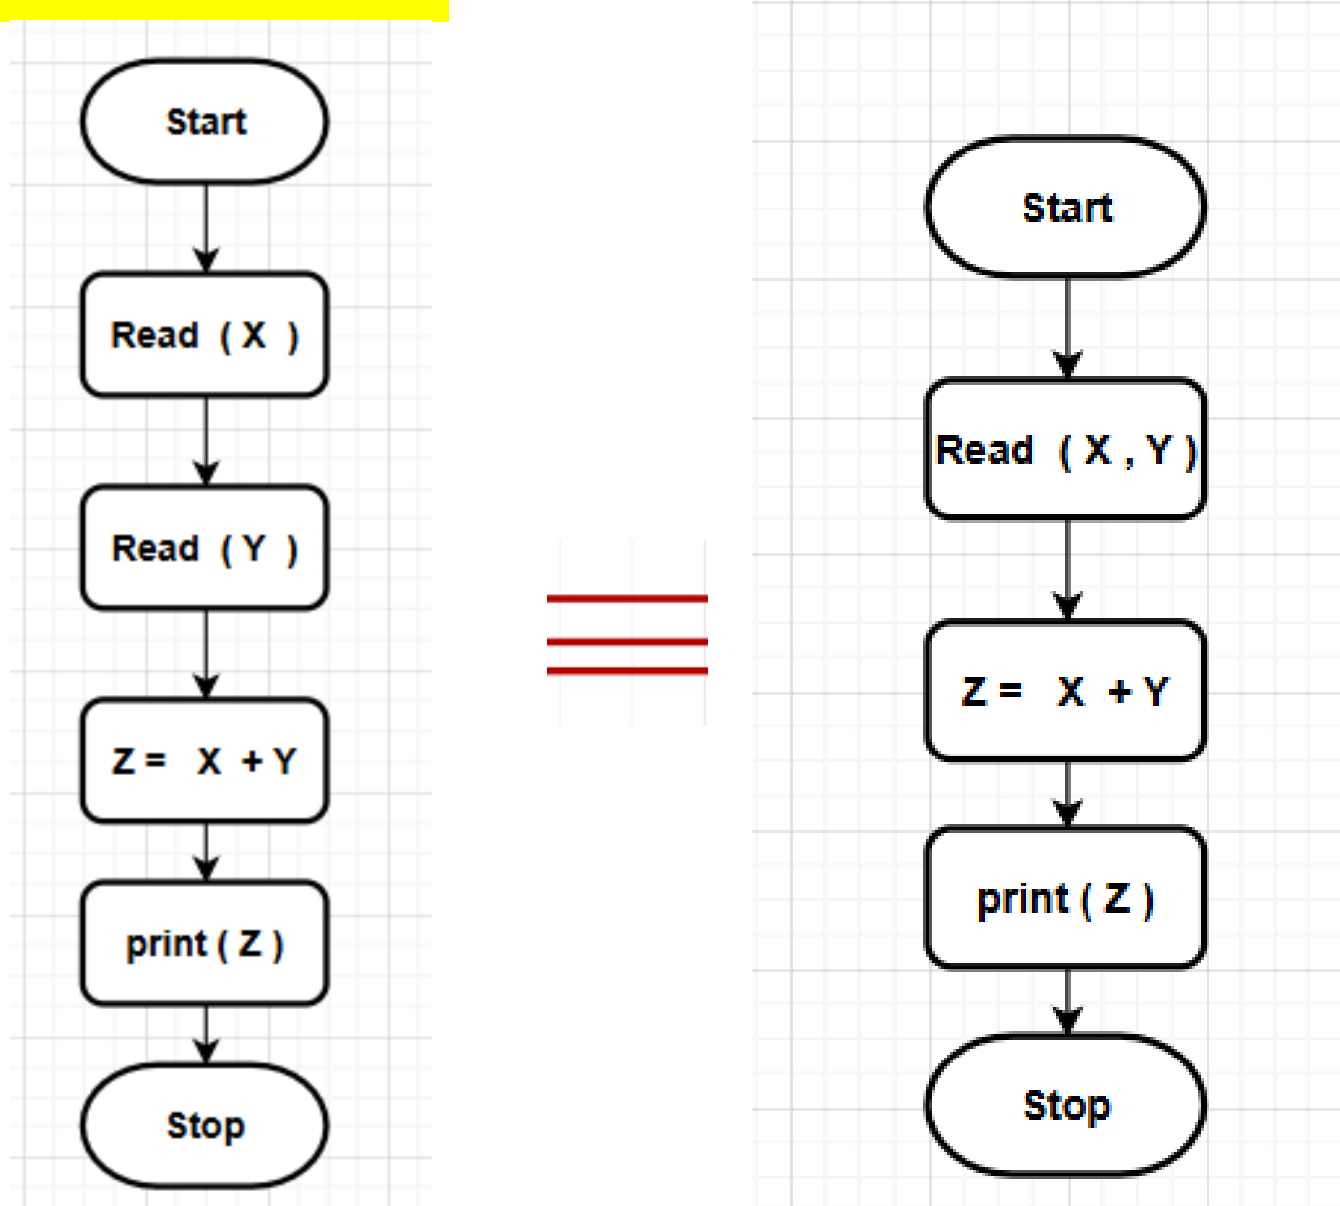 Start
Read ( X )
Read ( Y )
Z = X + Y
print ( Z )
Stop
Start
Read ( X , Y )
Z = X + Y
print ( Z )
Stop